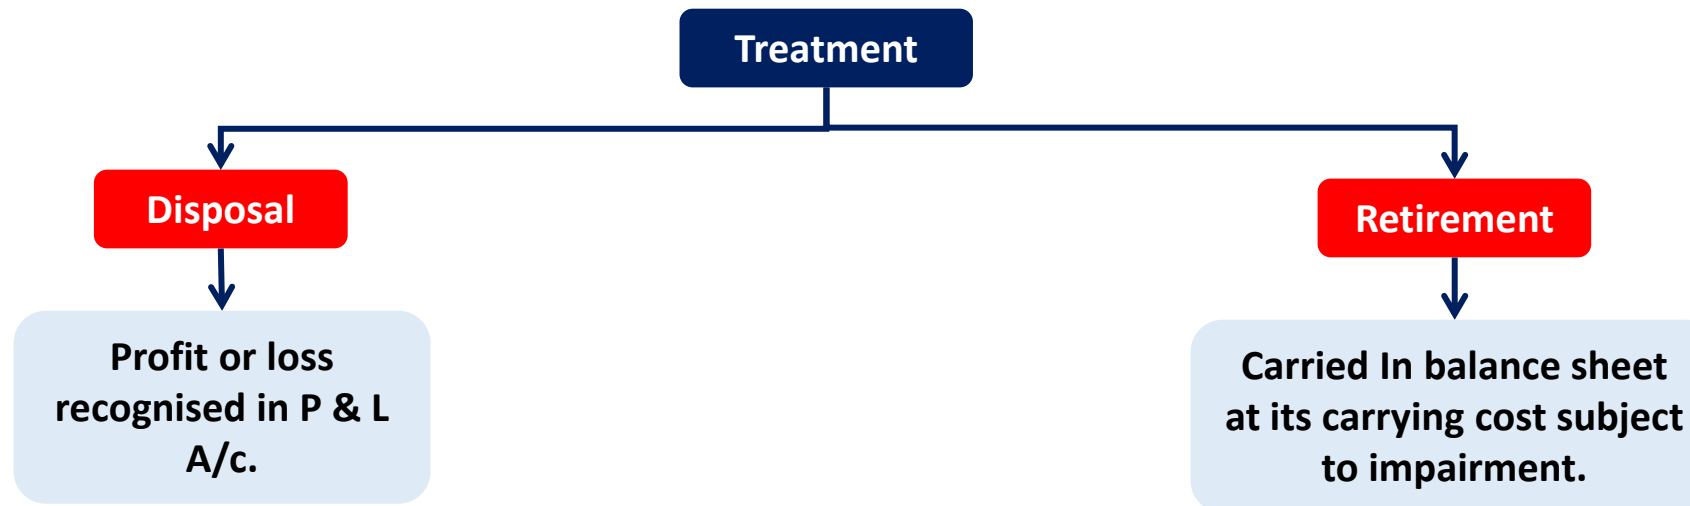 Treatment
Disposal
Retirement
Profit or loss
recognised in P & L
A/c.
Carried In balance sheet
at its carrying cost subject
to impairment.